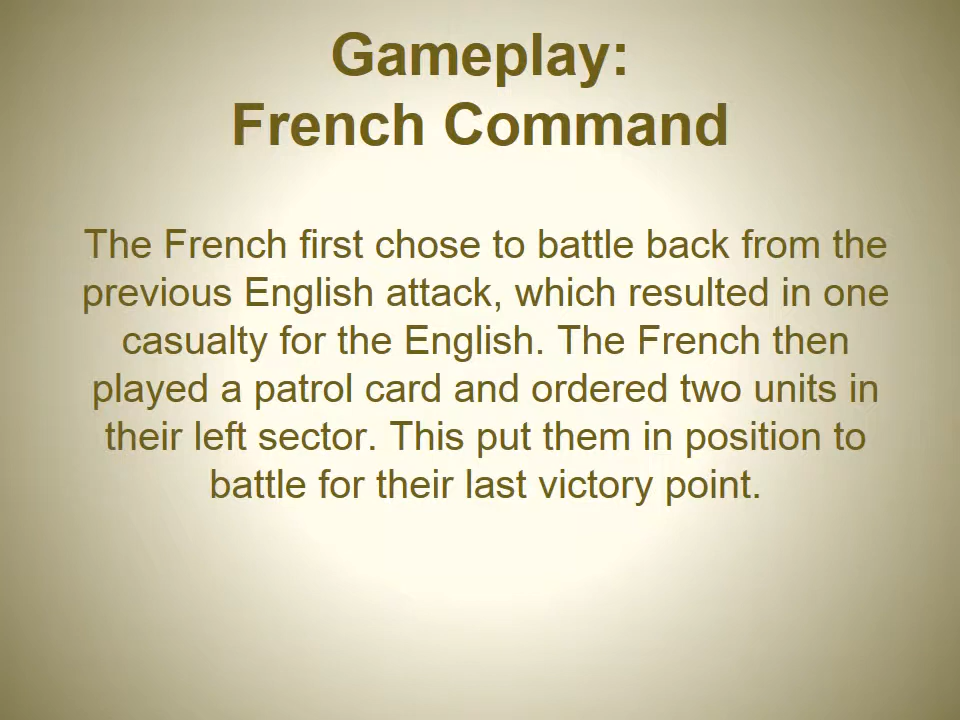 Gameplay:
French Command
The French first chose to battle back from the
previous English attack, which resulted in one
casualty for the English. The French then
played a patrol card and ordered two units in
their left sector. This put them in position to
battle for their last victory point.